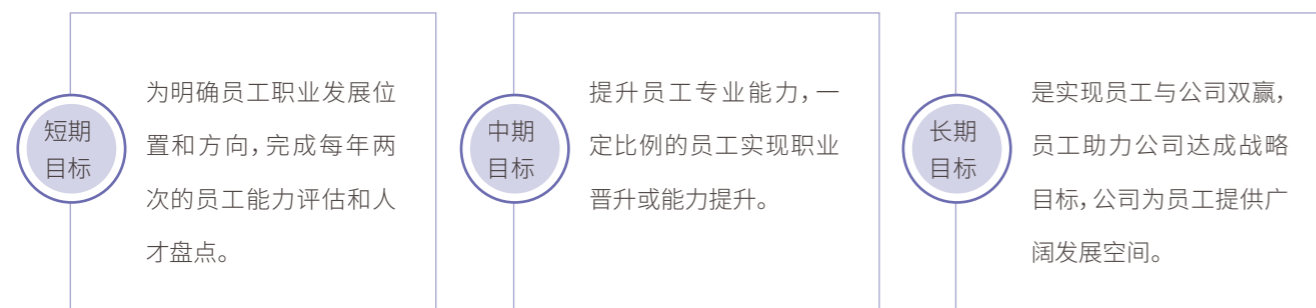 短期
目标
为明确员工职业发展位
置和方向，完成每年两
次的员工能力评估和人
才盘点。
中期
目标
提升员工专业能力，一
定比例的员工实现职业
晋升或能力提升。
长期
目标
是实现员工与公司双赢，
员工助力公司达成战略
目标，公司为员工提供广
阔发展空间。